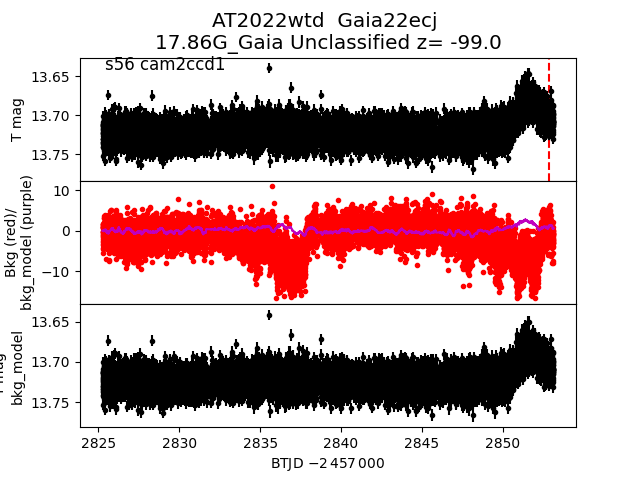 AT2022wtd Gaia22ecj
17.86G_Gaia Unclassified z= -99.0
s56 cam2ccd1
T mag
13.65
13.70
13.75
Bkg (red)/
bkg_model (purple)
10
0
−10
mag
bkg_model
13.65
13.70
13.75
2825 2830 2835 2840 2845 2850
BTJD −2 457 000